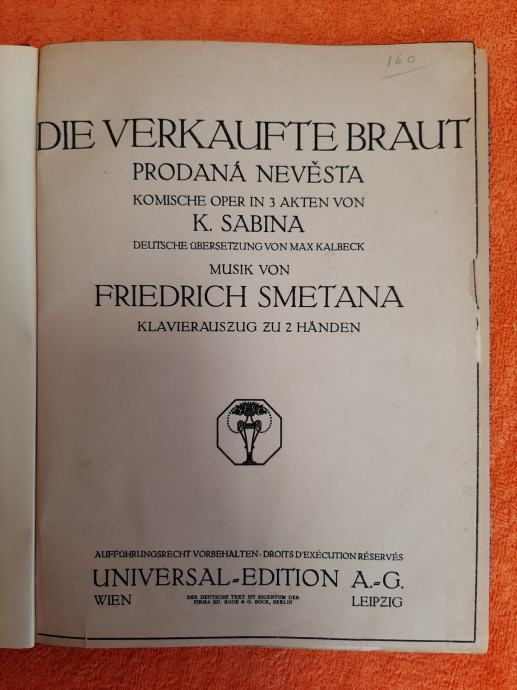 160
DIE VERKAUFTE BRAUT
PRODANÁ NEVĚSTA
KOMISCHE OPER IN 3 AKTEN VON
K. SABINA
DEUTSCHE ÜBERSETZUNG VON MAX KALBECK
MUSIK VON
FRIEDRICH SMETANA
KLAVIERAUSZUG ZU 2 HÄNDEN
AUFFÜHRUNGSRECHT VORBEHALTEN · DROITS D'EXÉCUTION RÉSERVÉS
UNIVERSAL-EDITION A.-G.
WIEN
DER DEUTSCHE TEXT IST EIGENTUM DER
FIRMA ED. BODE & G. BOCK, BERLIN
LEIPZIG